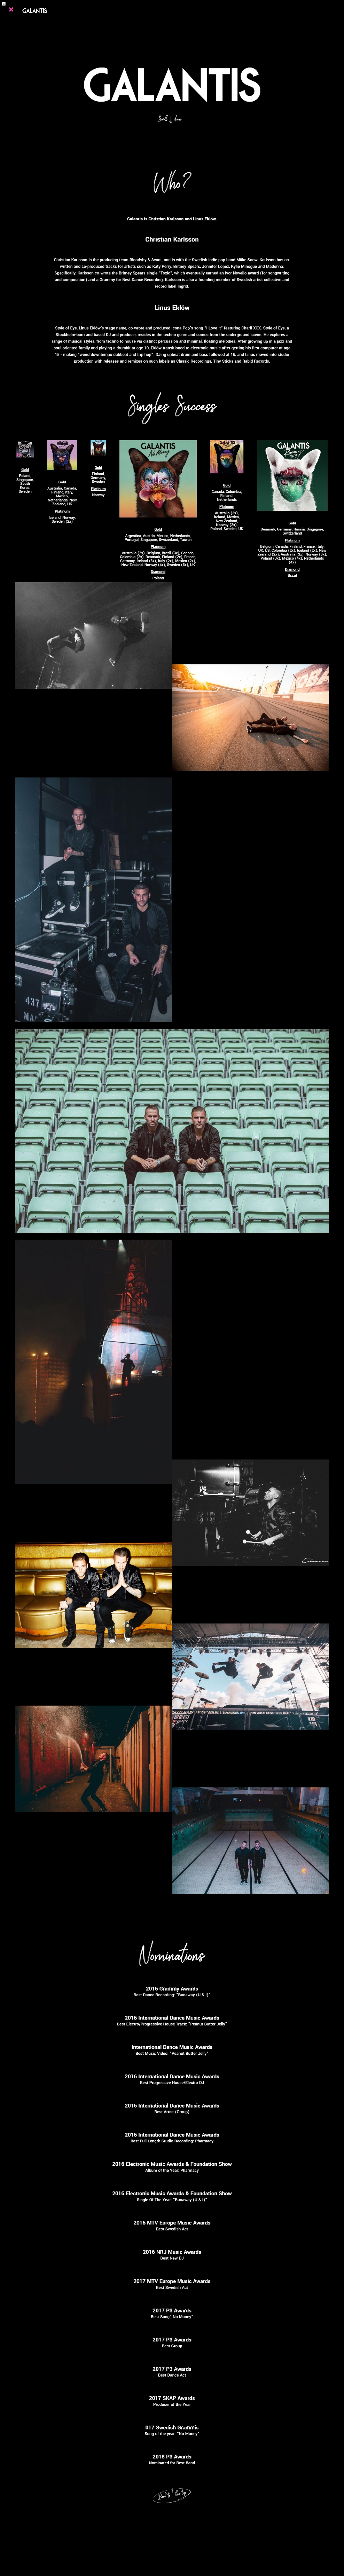 GALANTIS
GALANTIS
Scroll ↓ down
Who?
Galantis is Christian Karlsson and Linus Eklöw.
Christian Karlsson
Christian Karlsson is the producing team Bloodshy & Avant, and is with the Swedish indie pop band Miike Snow. Karlsson has co-
written and co-produced tracks for artists such as Katy Perry, Britney Spears, Jennifer Lopez, Kylie Minogue and Madonna.
Specifically, Karlsson co-wrote the Britney Spears single "Toxic", which eventually earned an Ivor Novello award (for songwriting
and composition) and a Grammy the Best Dance Recording. Karlsson is also a founding member of Swedish artist collective and
record label Ingrid.
Linus Eklöw
Style of Eye, Linus Eklöw's stage name, co-wrote and produced Icona Pop's song "I Love It" featuring Charli XCX. Style of Eye, a
Stockholm-born and based DJ and producer, resides in the techno genre and comes from the underground scene. He explores a
range of musical styles, from techno to house via distinct percussion and minimal, floating melodies. After growing up in a jazz and
soul oriented family and playing a drumkit at age 10, Eklöw transitioned to electronic music after getting his first computer at age
15 - making "weird downtempo dubbeat and trip hop". DJing upbeat drum and bass followed at 16, and Linus moved into studio
production with releases and remixes on such labels as Classic Recordings, Tiny Sticks and Rabid Records.
Singles Success
Gold
Poland,
Singapore,
South
Korea,
Sweden
Gold
Australia, Canada,
Finland, Italy,
Mexico,
Netherlands, New
Zealand, UK
Platinum
Iceland, Norway,
Sweden (2x)
Gold
Finland,
Germany,
Sweden
Platinum
Norway
GALANTIS
No Money
Gold
Argentina, Austria, Mexico, Netherlands,
Portugal, Singapore, Switzerland, Taiwan
Platinum
Australia (2x), Belgium, Brazil (3x), Canada,
Colombia (2x), Denmark, Finland (2x), France,
Germany, Ireland (3x), Italy (2x), Mexico (2x),
New Zealand, Norway (4x), Sweden (5x), UK
Diamond
Poland
GALANTIS
Gold
Canada, Colombia,
Finland,
Netherlands
Platinum
Australia (3x),
Ireland, Mexico,
New Zealand,
Norway (2x),
Poland, Sweden, UK
GALANTIS
Runaway
Gold
Denmark, Germany, Russia, Singapore,
Switzerland
Platinum
Belgium, Canada, Finland, France, Italy
UK, US, Colombia (2x), Iceland (2x), New
Zealand (2x), Australia (3x), Norway (3x),
Poland (3x), Mexico (4x), Netherlands
(4x)
Diamond
Brazil
437
Nominations
2016 Grammy Awards
Best Dance Recording: "Runaway (U & I)"
2016 International Dance Music Awards
Best Electro/Progressive House Track: "Peanut Butter Jelly"
International Dance Music Awards
Best Music Video: "Peanut Butter Jelly"
2016 International Dance Music Awards
Best Progressive House/Electro DJ
2016 International Dance Music Awards
Best Artist (Group)
2016 International Dance Music Awards
Best Full Length Studio Recording: Pharmacy
2016 Electronic Music Awards & Foundation Show
Album of the Year: Pharmacy
2016 Electronic Music Awards & Foundation Show
Single Of The Year: "Runaway (U & I)"
2016 MTV Europe Music Awards
Best Swedish Act
2016 NRJ Music Awards
Best New DJ
2017 MTV Europe Music Awards
Best Swedish Act
2017 P3 Awards
Best Song" No Money"
2017 P3 Awards
Best Group
2017 P3 Awards
Best Dance Act
2017 SKAP Awards
Producer of the Year
017 Swedish Grammis
Song of the year: "No Money"
2018 P3 Awards
Nominated for Best Band
Back to ↑ the top